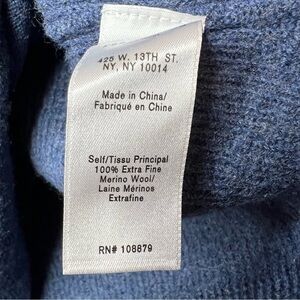 425 W. 13TH ST.
NY, NY 10014
Made in China/
Fabriqué en Chine
Self/Tissu Principal
100% Extra Fine
Merino Wool/
Laine Mérinos
Extrafine
RN# 108879